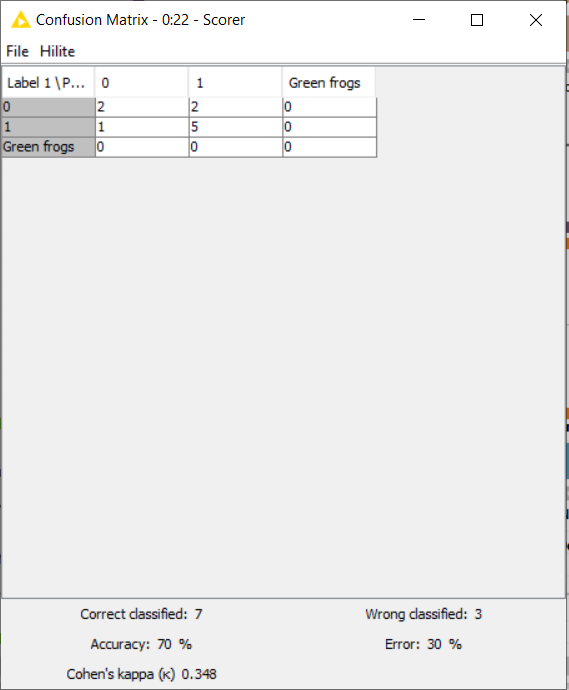 Confusion Matrix - 0:22 - Scorer
File Hilite
Label 1 \ P... 0 1 Green frogs
0 2 2 0
1 1 5 0
Green frogs 0 0 0
Correct classified: 7 Wrong classified: 3
Accuracy: 70 % Error: 30 %
Cohen's kappa (κ) 0.348